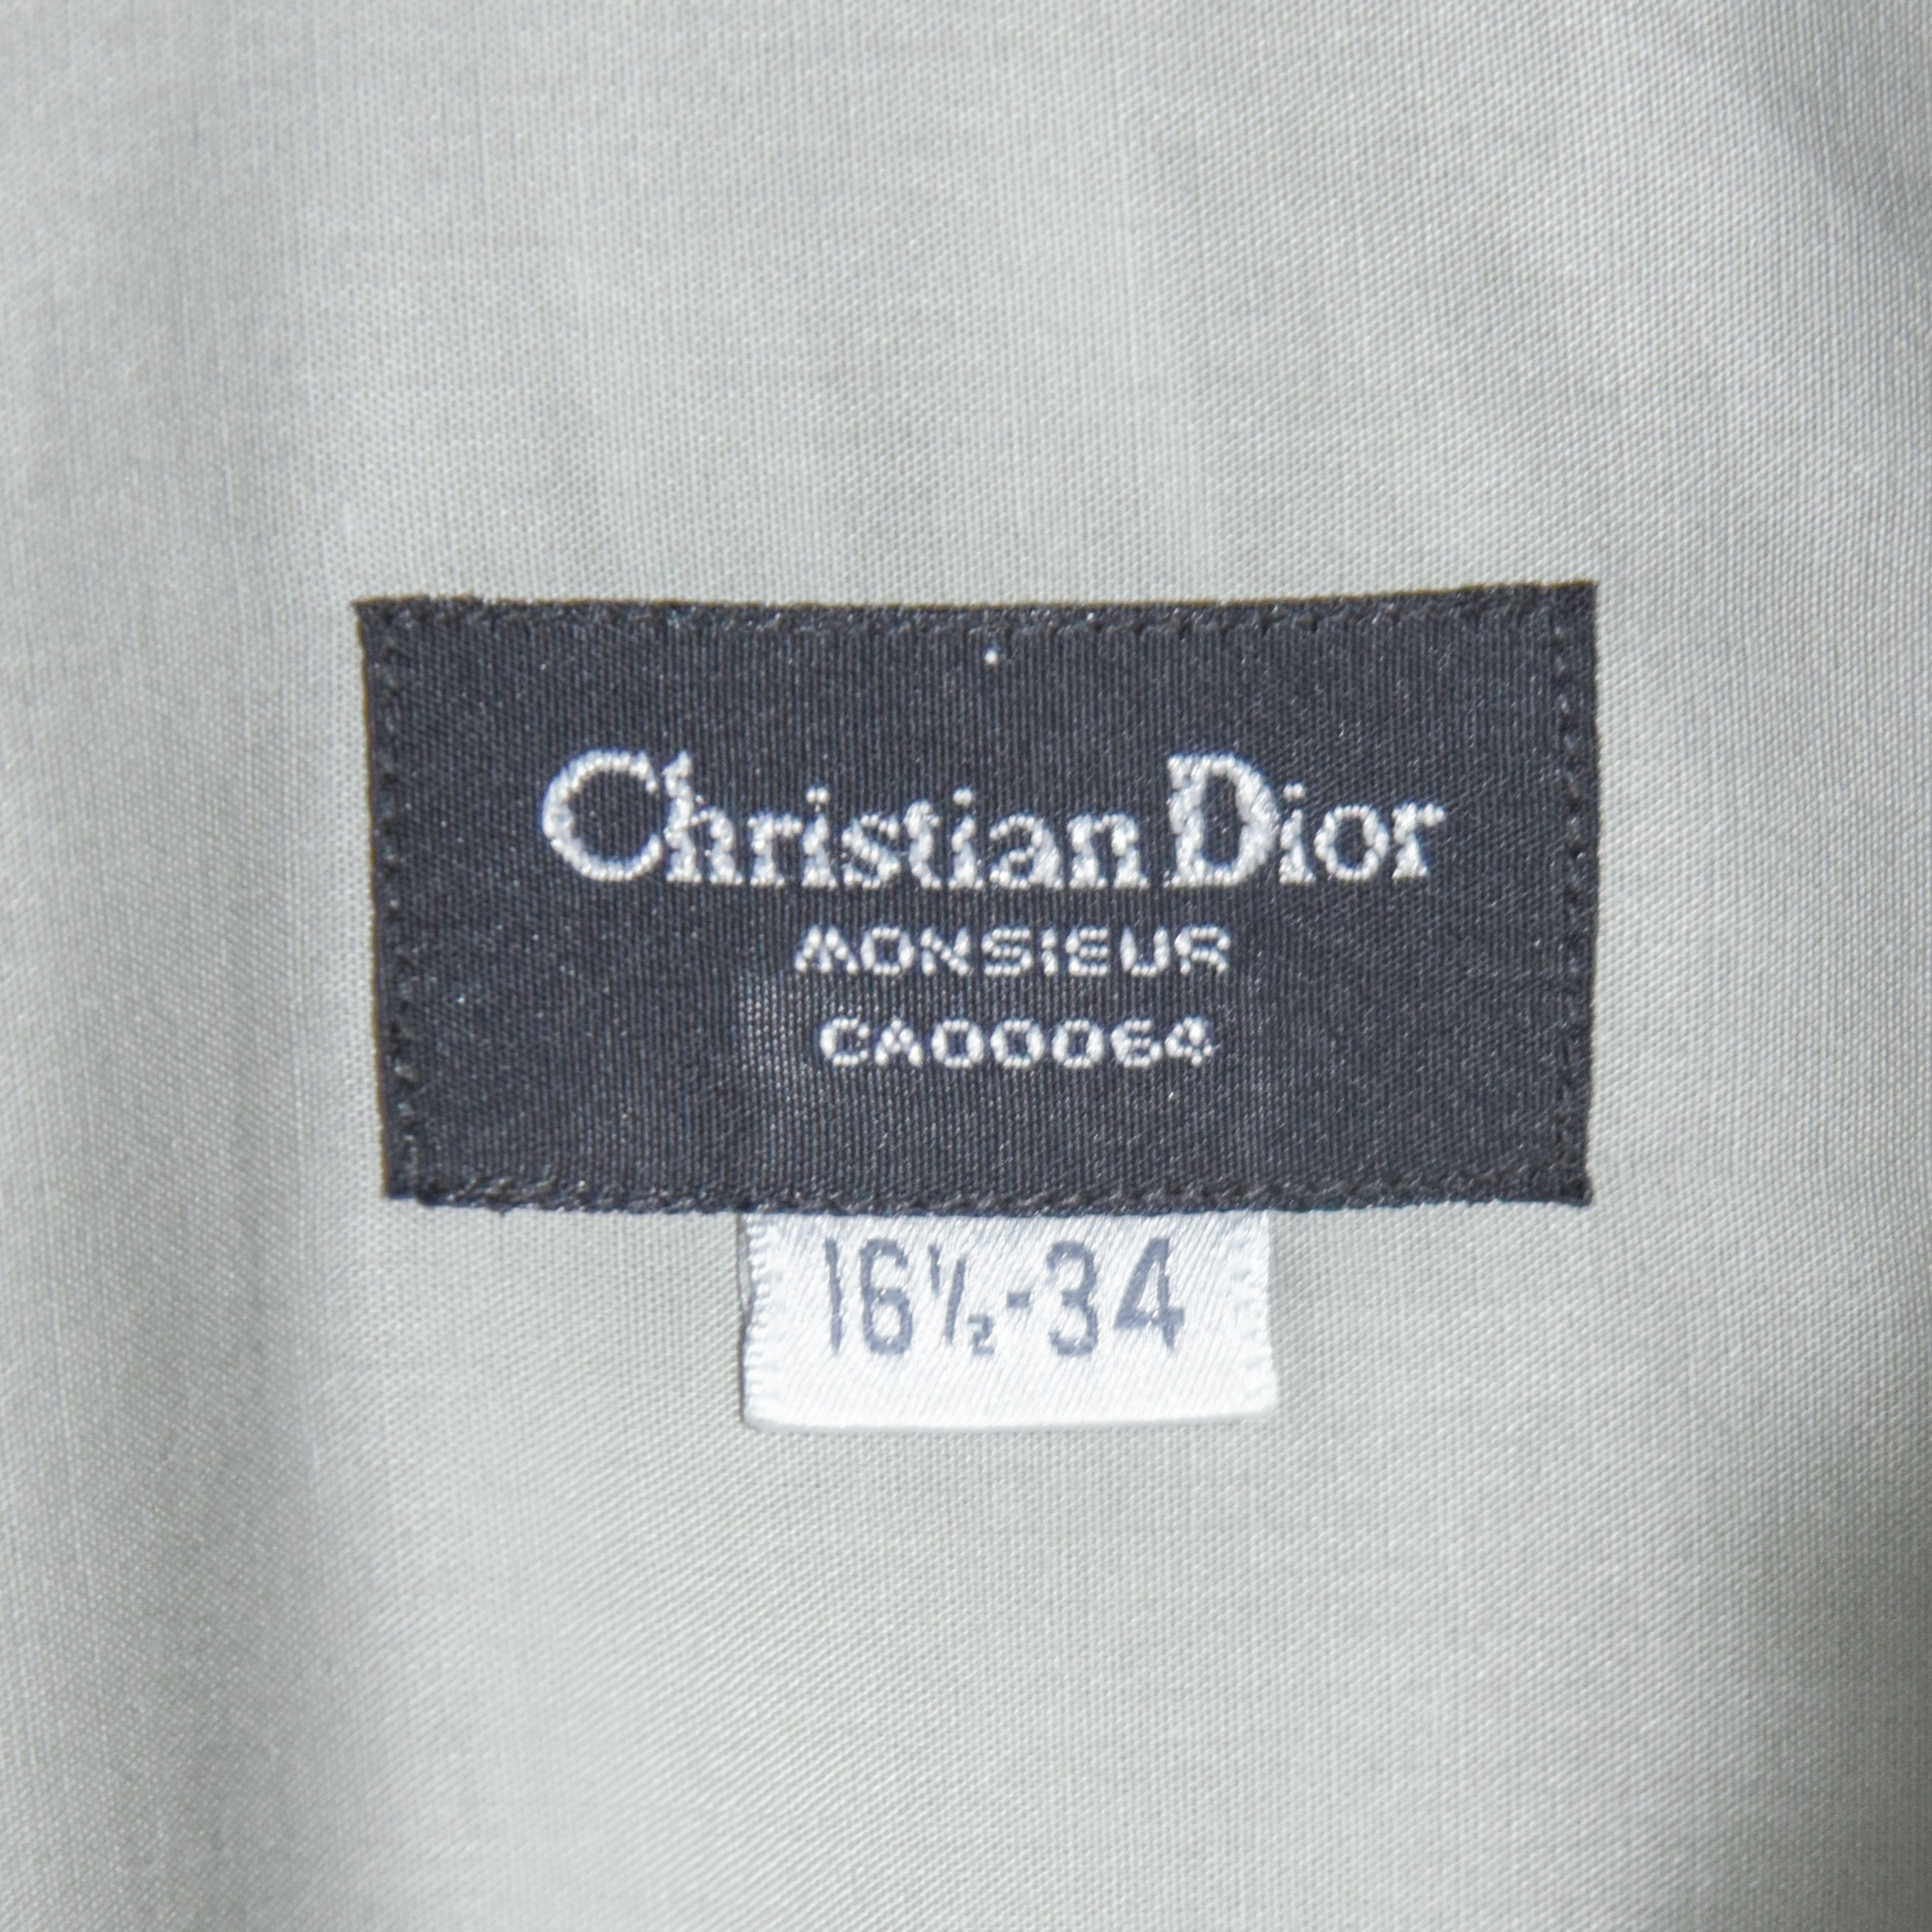 Christian Dior
MONSIEUR
CA00064
16½-34